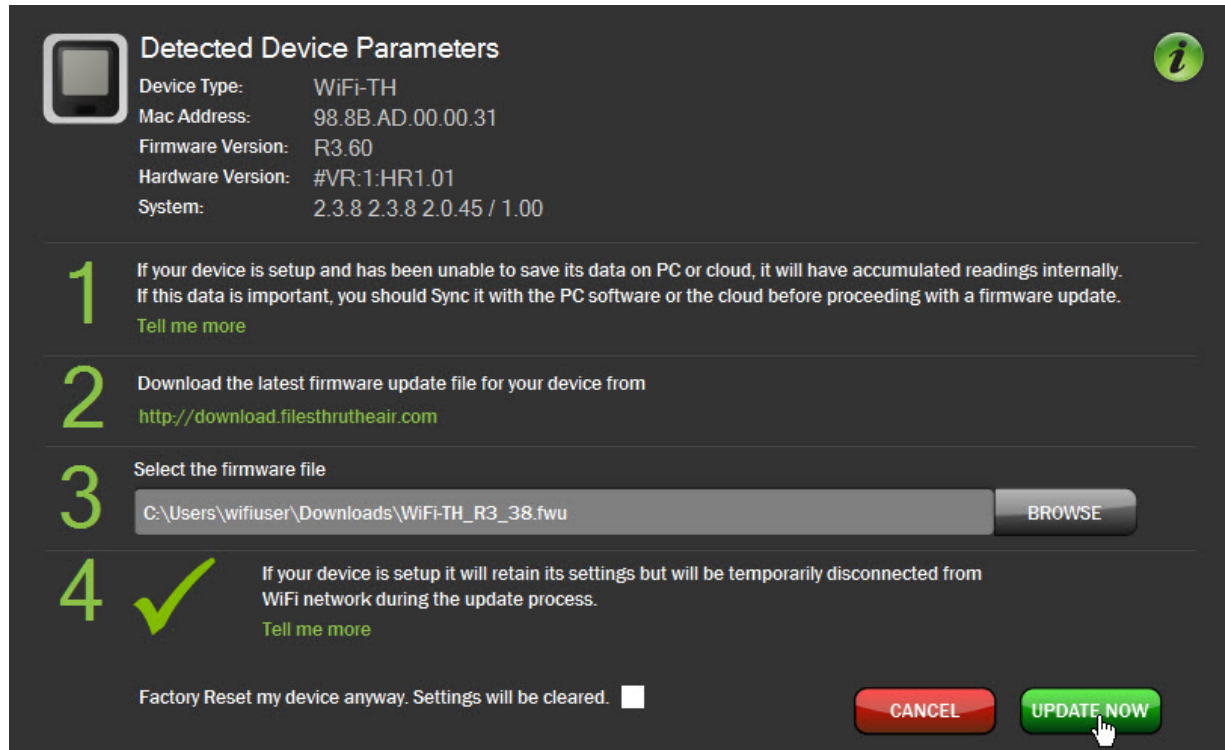 Detected Device Parameters
Device Type: WiFi-TH
Mac Address: 98.8B.AD.00.00.31
Firmware Version: R3.60
Hardware Version: #VR:1:HR1.01
System: 2.3.8 2.3.8 2.0.45 / 1.00
i
1
If your device is setup and has been unable to save its data on PC or cloud, it will have accumulated readings internally.
If this data is important, you should Sync it with the PC software or the cloud before proceeding with a firmware update.
Tell me more
2
Download the latest firmware update file for your device from
http://download.filesthrutheair.com
3
Select the firmware file
C:\Users\wifiuser\Downloads\WiFi-TH_R3_38.fwu
BROWSE
4
If your device is setup it will retain its settings but will be temporarily disconnected from
WiFi network during the update process.
Tell me more
Factory Reset my device anyway. Settings will be cleared.
CANCEL
UPDATE NOW